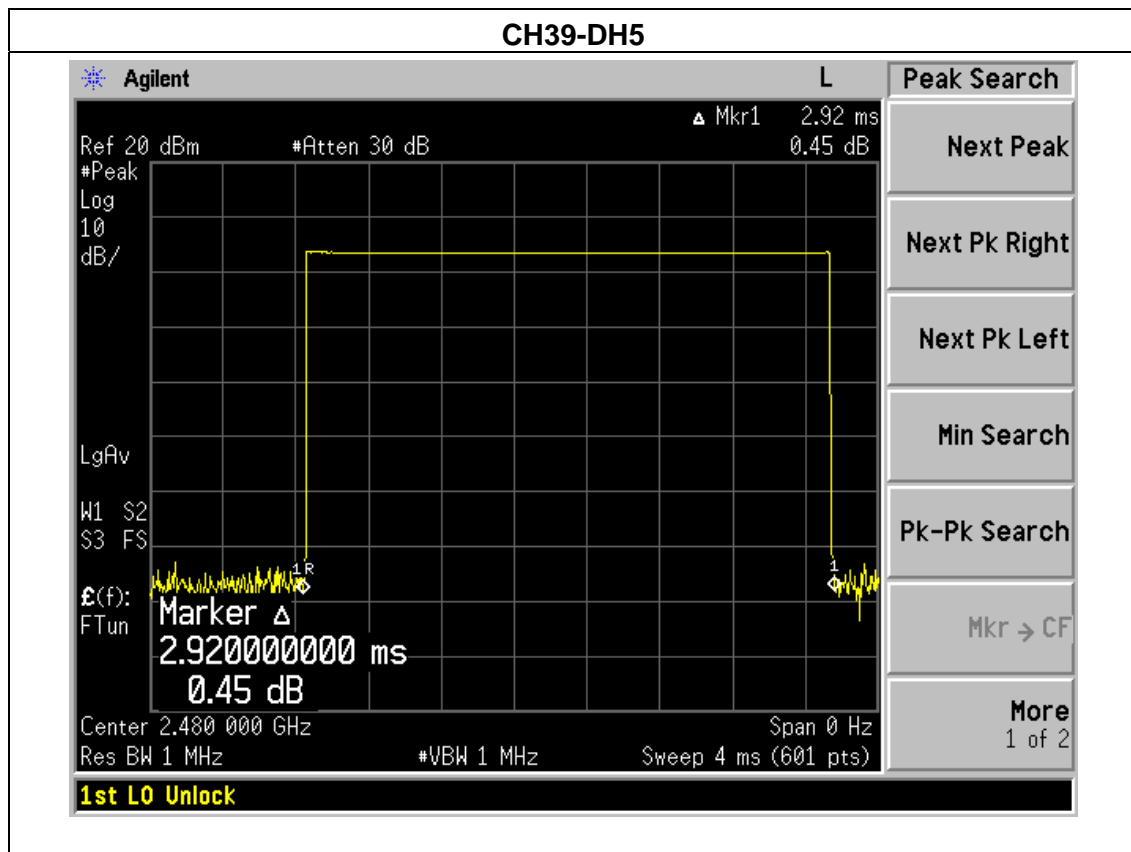 CH39-DH5
Agilent
L
Peak Search
Δ Mkr1 2.92 ms
Ref 20 dBm #Atten 30 dB 0.45 dB
#Peak
Log
10
dB/
LgAv
W1 S2
S3 FS
£(f):
FTun
1R
1
Marker Δ
2.920000000 ms
0.45 dB
Center 2.480 000 GHz Span 0 Hz
Res BW 1 MHz #VBW 1 MHz Sweep 4 ms (601 pts)
1st LO Unlock
Next Peak
Next Pk Right
Next Pk Left
Min Search
Pk-Pk Search
Mkr → CF
More
1 of 2